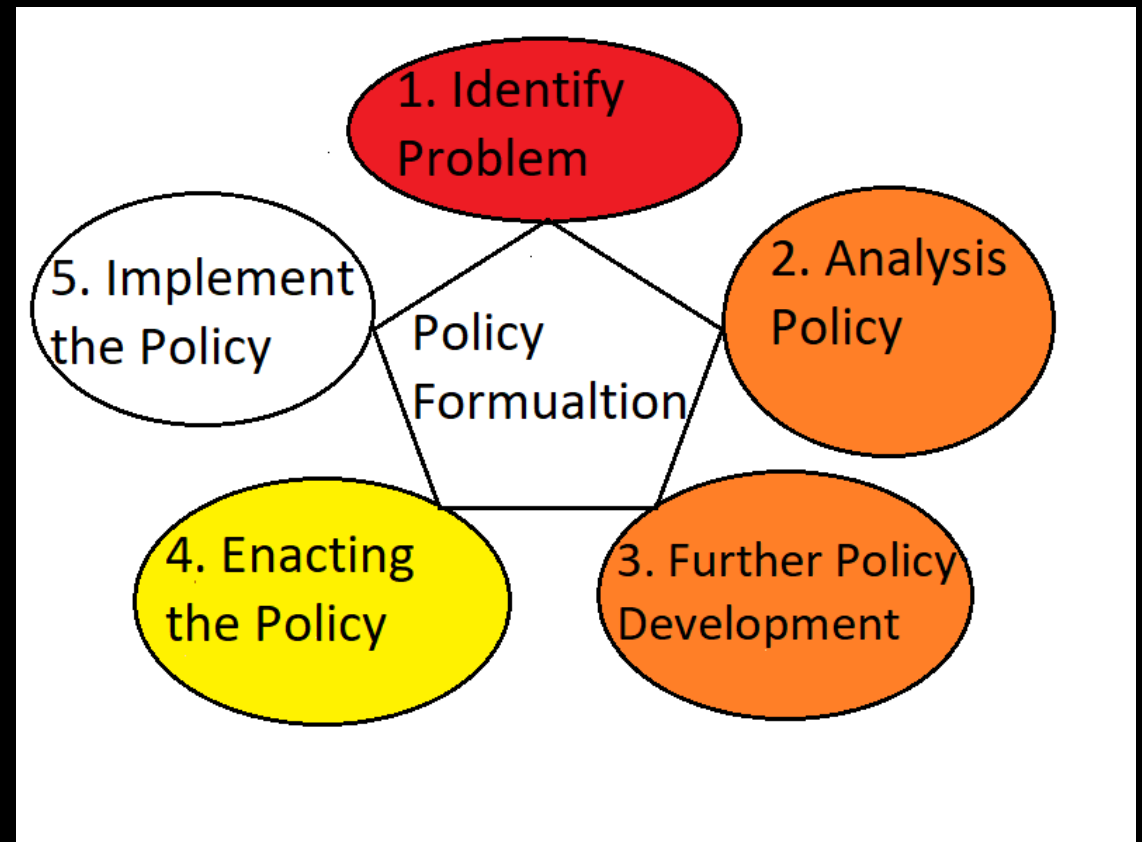 1. Identify
Problem
2. Analysis
Policy
3. Further Policy
Development
4. Enacting
the Policy
5. Implement
the Policy
Policy
Formualtion